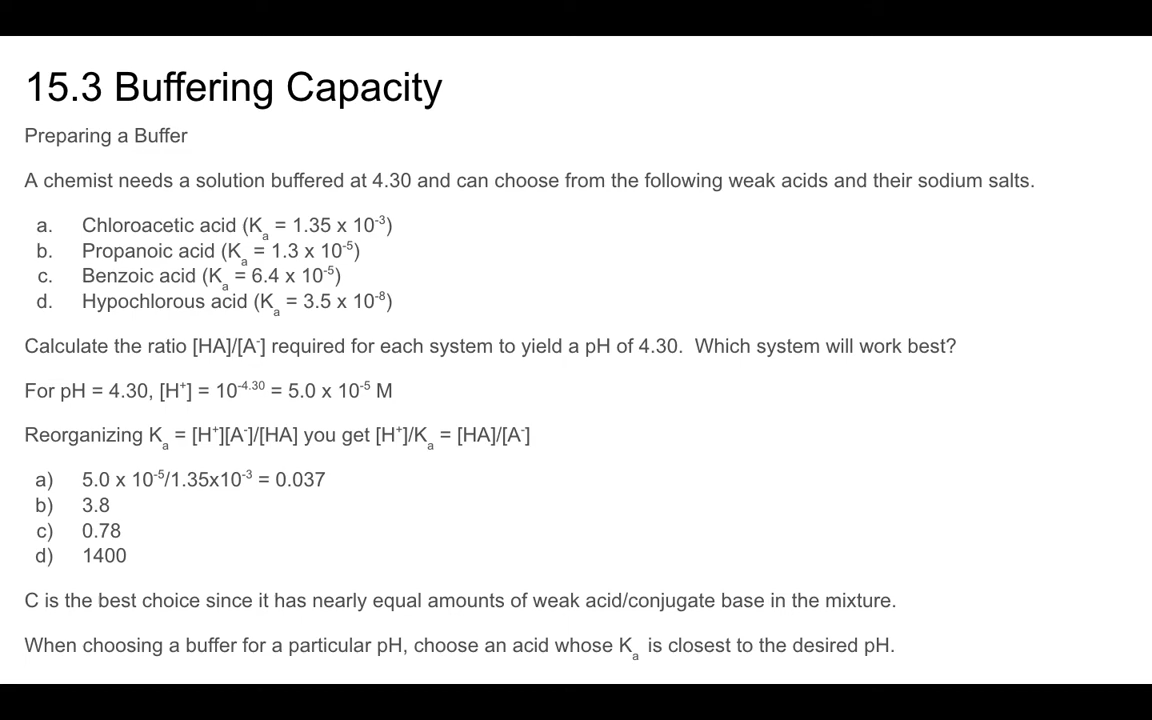 15.3 Buffering Capacity
Preparing a Buffer
A chemist needs a solution buffered at 4.30 and can choose from the following weak acids and their sodium salts.
a. Chloroacetic acid (Kₐ = 1.35 x 10⁻³)
b. Propanoic acid (Kₐ = 1.3 x 10⁻⁵)
c. Benzoic acid (Kₐ = 6.4 x 10⁻⁵)
d. Hypochlorous acid (Kₐ = 3.5 x 10⁻⁸)
Calculate the ratio [HA]/[A⁻] required for each system to yield a pH of 4.30. Which system will work best?
For pH = 4.30, [H⁺] = 10⁻⁴·³⁰ = 5.0 x 10⁻⁵ M
Reorganizing Kₐ = [H⁺][A⁻]/[HA] you get [H⁺]/Kₐ = [HA]/[A⁻]
a) 5.0 x 10⁻⁵/1.35x10⁻³ = 0.037
b) 3.8
c) 0.78
d) 1400
C is the best choice since it has nearly equal amounts of weak acid/conjugate base in the mixture.
When choosing a buffer for a particular pH, choose an acid whose Kₐ is closest to the desired pH.